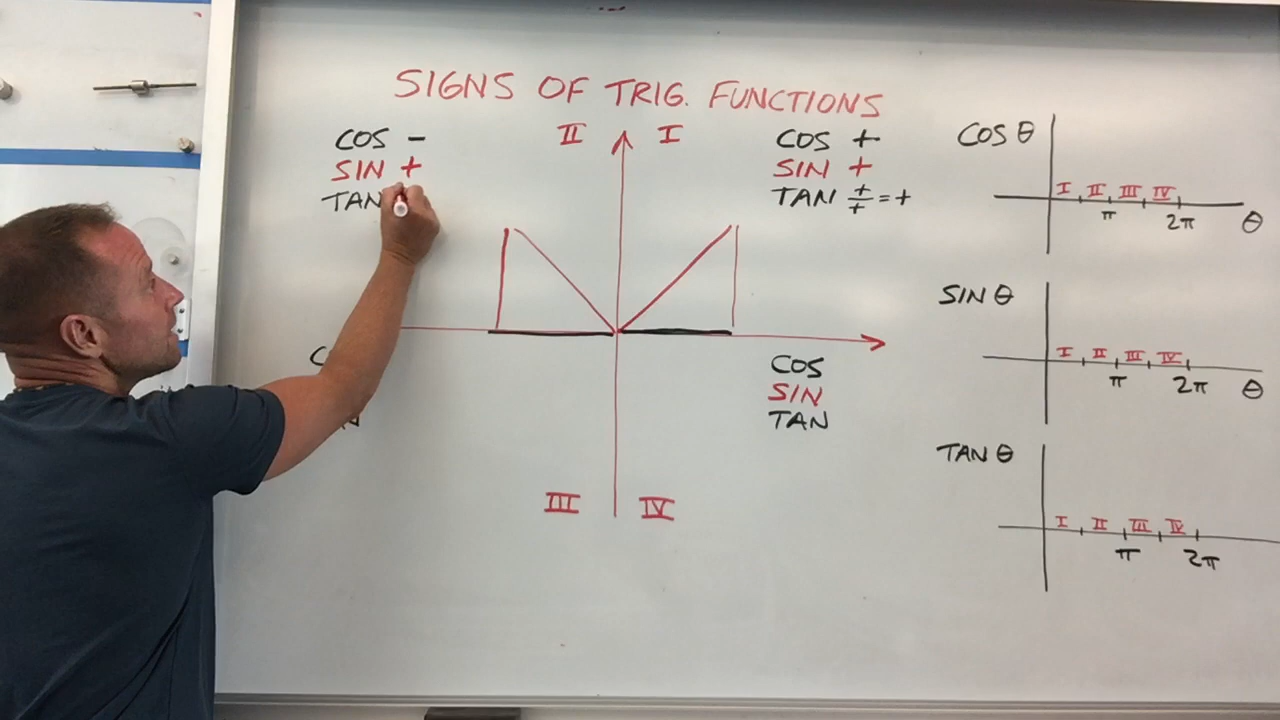 SIGNS OF TRIG. FUNCTIONS
COS -
SIN +
TAN
II
I
COS +
SIN +
TAN +/+ = +
COS
SIN
TAN
III
IV
COS θ
I II III IV
π
2π
θ
SIN θ
I II III IV
π
2π
θ
TAN θ
I II III IV
π
2π